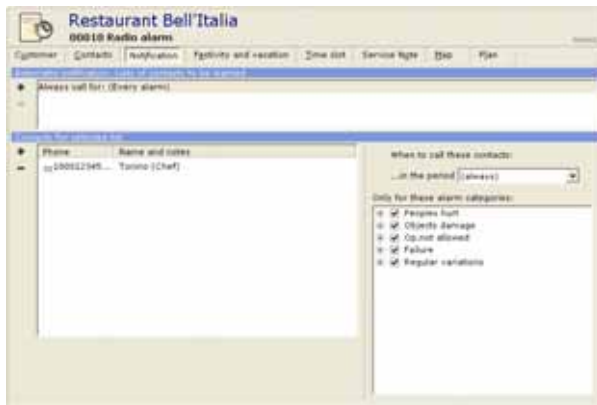 Restaurant Bell'Italia
00010 Radio alarm
Customer Contacts Notification Festivity and vacation Time slot Service Note Map Plan
Always call for: (Every alarm)
Phone Name and notes
Torino (Chef)
When to call these contacts:
...in the period (always)
Only for these alarm categories:
Peoples hurt
Objects damage
Op.not allowed
Failure
Regular variations